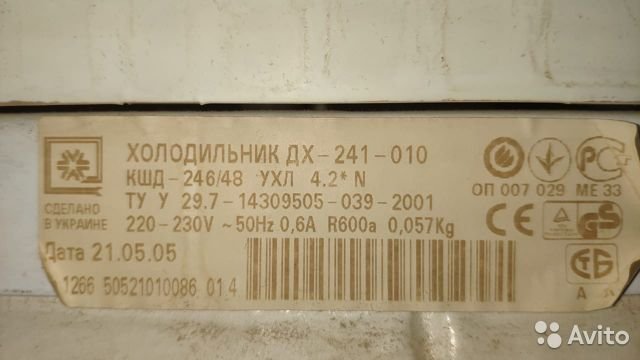 ХОЛОДИЛЬНИК ДХ-241-010
КШД-246/48 УХЛ 4.2* N
ТУ У 29.7-14309505-039-2001
220-230V ~50Hz 0,6A R600a 0,057Kg
СДЕЛАНО
В УКРАИНЕ
Дата 21.05.05
1266 50521010086 01 4
ОП 007 029 МЕ 33
CE
GS
А Я
Avito